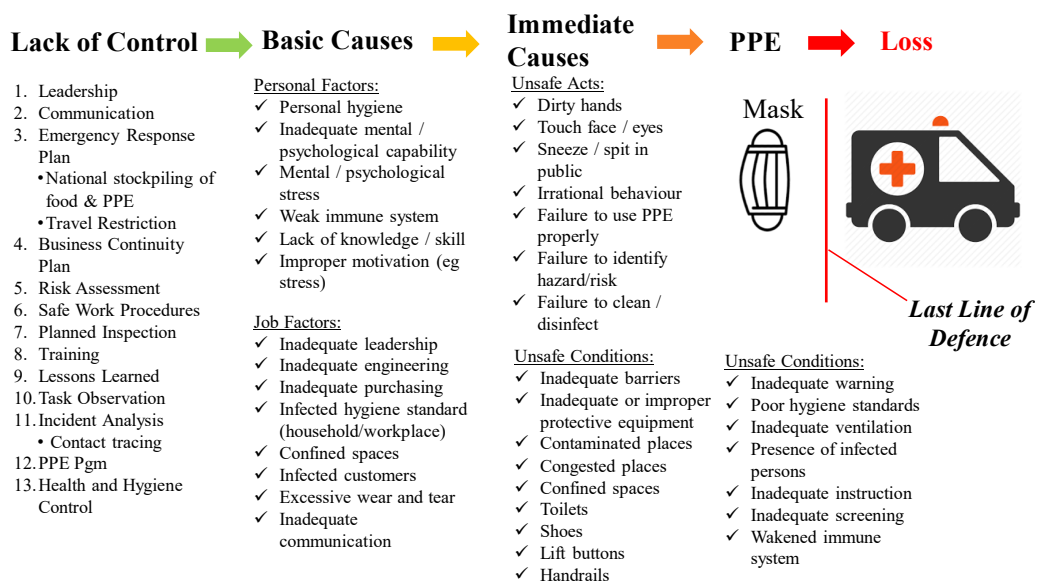 Lack of Control
1. Leadership
2. Communication
3. Emergency Response
Plan
•National stockpiling of
food & PPE
•Travel Restriction
4. Business Continuity
Plan
5. Risk Assessment
6. Safe Work Procedures
7. Planned Inspection
8. Training
9. Lessons Learned
10. Task Observation
11. Incident Analysis
• Contact tracing
12. PPE Pgm
13. Health and Hygiene
Control
Basic Causes
Personal Factors:
✓ Personal hygiene
✓ Inadequate mental /
psychological capability
✓ Mental / psychological
stress
✓ Weak immune system
✓ Lack of knowledge / skill
✓ Improper motivation (eg
stress)
Job Factors:
✓ Inadequate leadership
✓ Inadequate engineering
✓ Inadequate purchasing
✓ Infected hygiene standard
(household/workplace)
✓ Confined spaces
✓ Infected customers
✓ Excessive wear and tear
✓ Inadequate
communication
Immediate
Causes
Unsafe Acts:
✓ Dirty hands
✓ Touch face / eyes
✓ Sneeze / spit in
public
✓ Irrational behaviour
✓ Failure to use PPE
properly
✓ Failure to identify
hazard/risk
✓ Failure to clean /
disinfect
Unsafe Conditions:
✓ Inadequate barriers
✓ Inadequate or improper
protective equipment
✓ Contaminated places
✓ Congested places
✓ Confined spaces
✓ Toilets
✓ Shoes
✓ Lift buttons
✓ Handrails
PPE
Mask
Unsafe Conditions:
✓ Inadequate warning
✓ Poor hygiene standards
✓ Inadequate ventilation
✓ Presence of infected
persons
✓ Inadequate instruction
✓ Inadequate screening
✓ Wakened immune
system
Loss
Last Line of
Defence